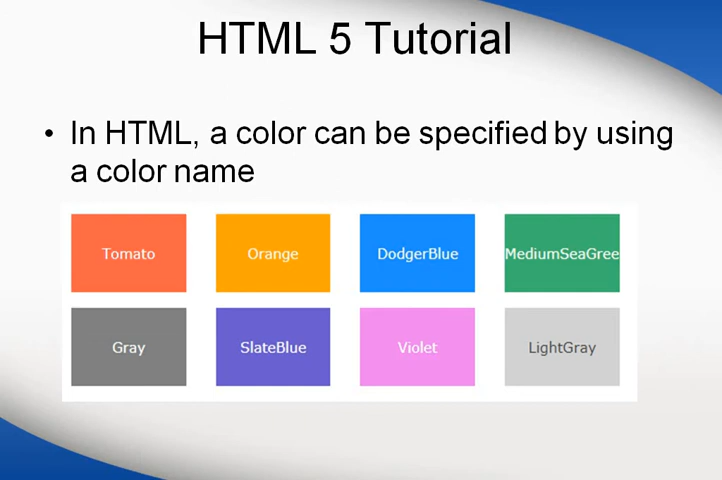 HTML 5 Tutorial
• In HTML, a color can be specified by using
a color name
Tomato
Orange
DodgerBlue
MediumSeaGree
Gray
SlateBlue
Violet
LightGray